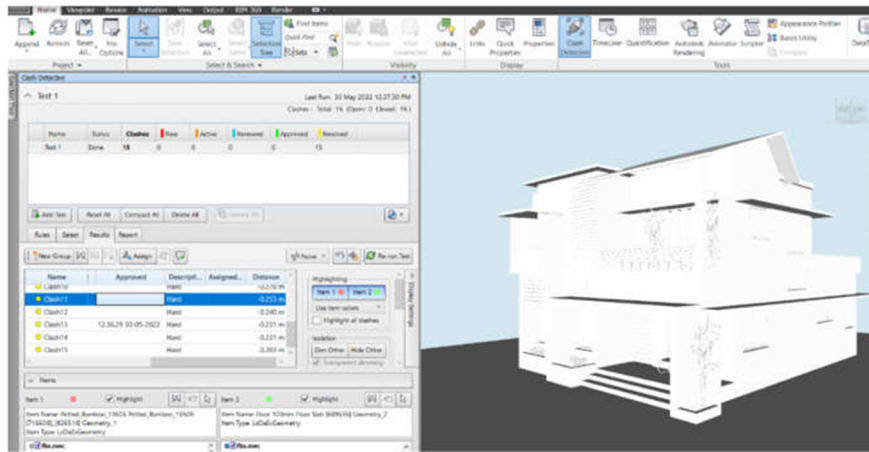 Home Viewpoint Review Animation View Output BIM 360 Render
Append Refresh Reset All... File Options Select Save Selection Select All Select Same Selection Tree Find Items Quick Find Sets Hide Require Hide Unselected Unhide All Links Quick Properties Properties Clash Detective TimeLiner Quantification Autodesk Rendering Animator Scripter Appearance Profiler Batch Utility Compare DataTools
Project Select & Search Visibility Display Tools
Clash Detective
Selection Tree
Test 1 Last Run: 30 May 2022 12:37:30 PM
Clashes - Total: 15 (Open: 0 Closed: 15)
Name Status Clashes New Active Reviewed Approved Resolved
Test 1 Done 15 0 0 0 0 15
Add Test Reset All Compact All Delete All Update All
Rules Select Results Report
New Group Assign None Re-run Test
Name Approved Descripti... Assigned... Distance
Clash10 Hard -0.278 m
Clash11 Hard -0.253 m
Clash12 Hard -0.240 m
Clash13 12:36:29 30-05-2022 Hard -0.231 m
Clash14 Hard -0.231 m
Clash15 Hard -0.203 m
Highlighting
Item 1 Item 2
Use item colors
Highlight all clashes
Isolation
Dim Other Hide Other
Transparent dimming
Display Settings
Items
Item 1 Highlight Item 2 Highlight
Item Name: Potted_Bamboo_10606 Potted_Bamboo_10606
Geometry_1
Item Type: LcOaExGeometry
Item Name: Floor 100mm Floor Slab Geometry_2
Item Type: LcOaExGeometry